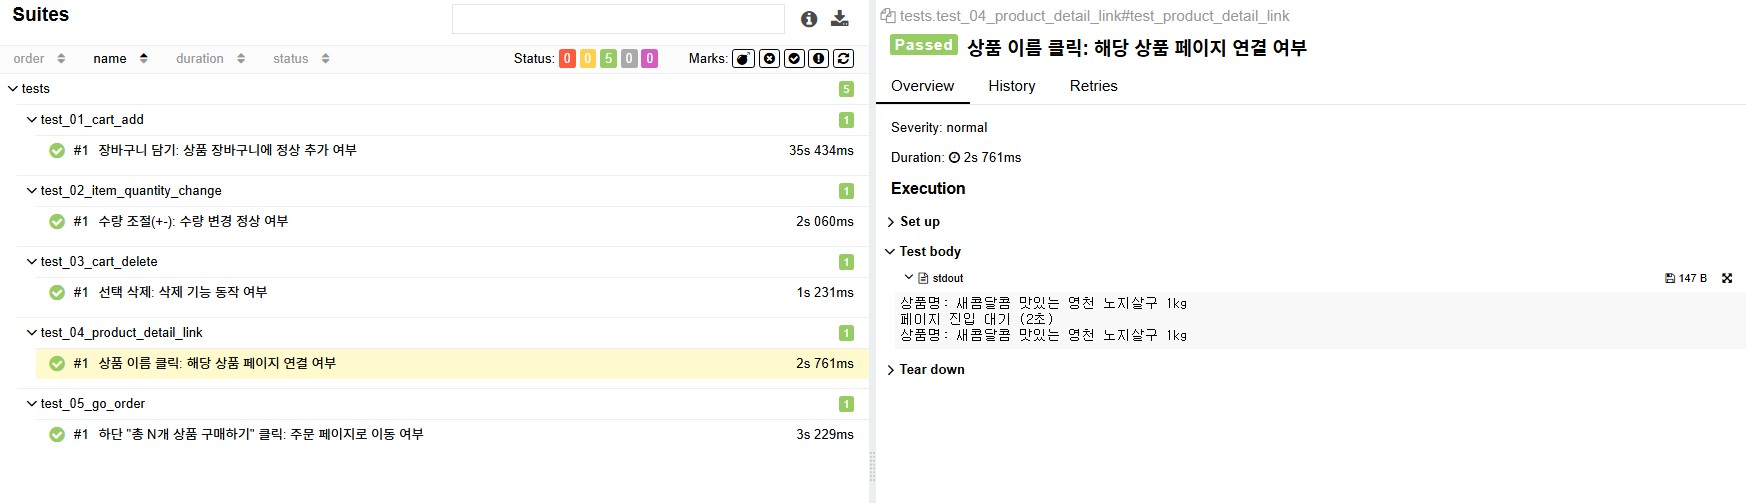 Suites
order name duration status Status: 0 0 5 0 0 Marks:
tests 5
test_01_cart_add 1
#1 장바구니 담기: 상품 장바구니에 정상 추가 여부 35s 434ms
test_02_item_quantity_change 1
#1 수량 조절(+-): 수량 변경 정상 여부 2s 060ms
test_03_cart_delete 1
#1 선택 삭제: 삭제 기능 동작 여부 1s 231ms
test_04_product_detail_link 1
#1 상품 이름 클릭: 해당 상품 페이지 연결 여부 2s 761ms
test_05_go_order 1
#1 하단 "총 N개 상품 구매하기" 클릭: 주문 페이지로 이동 여부 3s 229ms
tests.test_04_product_detail_link#test_product_detail_link
Passed 상품 이름 클릭: 해당 상품 페이지 연결 여부
Overview History Retries
Severity: normal
Duration: 2s 761ms
Execution
Set up
Test body
stdout 147 B
상품명: 새콤달콤 맛있는 영천 노지살구 1kg
페이지 진입 대기 (2초)
상품명: 새콤달콤 맛있는 영천 노지살구 1kg
Tear down